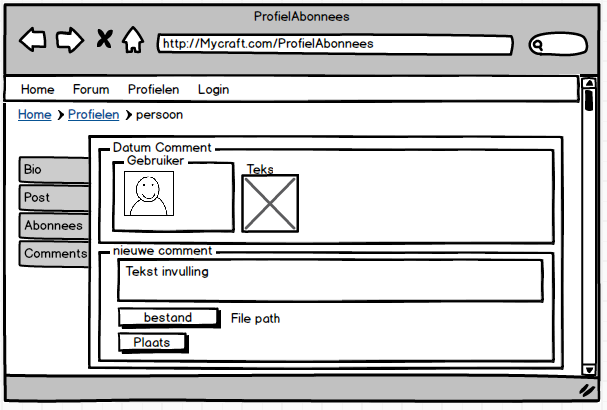 ProfielAbonnees
http://Mycraft.com/ProfielAbonnees
Home Forum Profielen Login
Home Profielen persoon
Datum Comment
Gebruiker
Teks
Bio
Post
Abonnees
Comments
nieuwe comment
Tekst invulling
bestand File path
Plaats